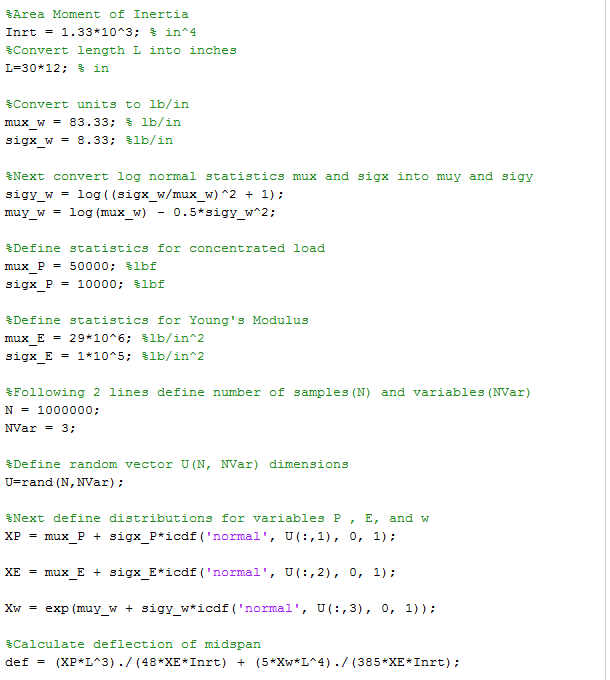 %Area Moment of Inertia
Inrt = 1.33*10^3; % in^4
%Convert length L into inches
L=30*12; % in
%Convert units to lb/in
mux_w = 83.33; % lb/in
sigx_w = 8.33; %lb/in
%Next convert log normal statistics mux and sigx into muy and sigy
sigy_w = log((sigx_w/mux_w)^2 + 1);
muy_w = log(mux_w) - 0.5*sigy_w^2;
%Define statistics for concentrated load
mux_P = 50000; %lbf
sigx_P = 10000; %lbf
%Define statistics for Young's Modulus
mux_E = 29*10^6; %lb/in^2
sigx_E = 1*10^5; %lb/in^2
%Following 2 lines define number of samples(N) and variables(NVar)
N = 1000000;
NVar = 3;
%Define random vector U(N, NVar) dimensions
U=rand(N,NVar);
%Next define distributions for variables P , E, and w
XP = mux_P + sigx_P*icdf('normal', U(:,1), 0, 1);
XE = mux_E + sigx_E*icdf('normal', U(:,2), 0, 1);
Xw = exp(muy_w + sigy_w*icdf('normal', U(:,3), 0, 1));
%Calculate deflection of midspan
def = (XP*L^3)./(48*XE*Inrt) + (5*Xw*L^4)./(385*XE*Inrt);